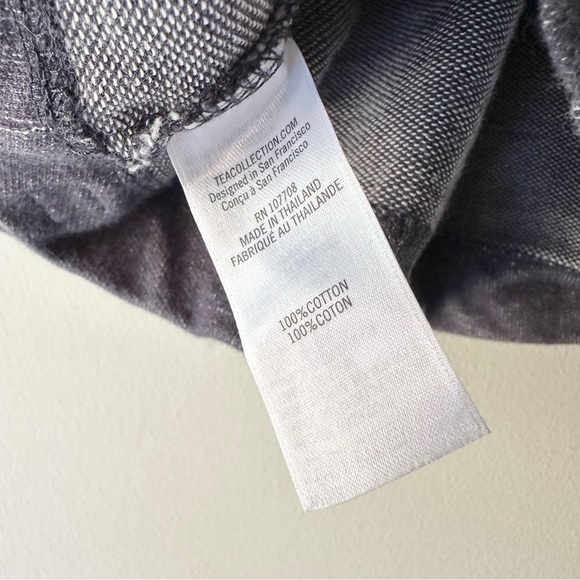 TEACOLLECTION.COM
Designed in San Francisco
Conçu à San Francisco
RN 107708
MADE IN THAILAND
FABRIQUÉ AU THAILANDE
100%COTTON
100%COTON